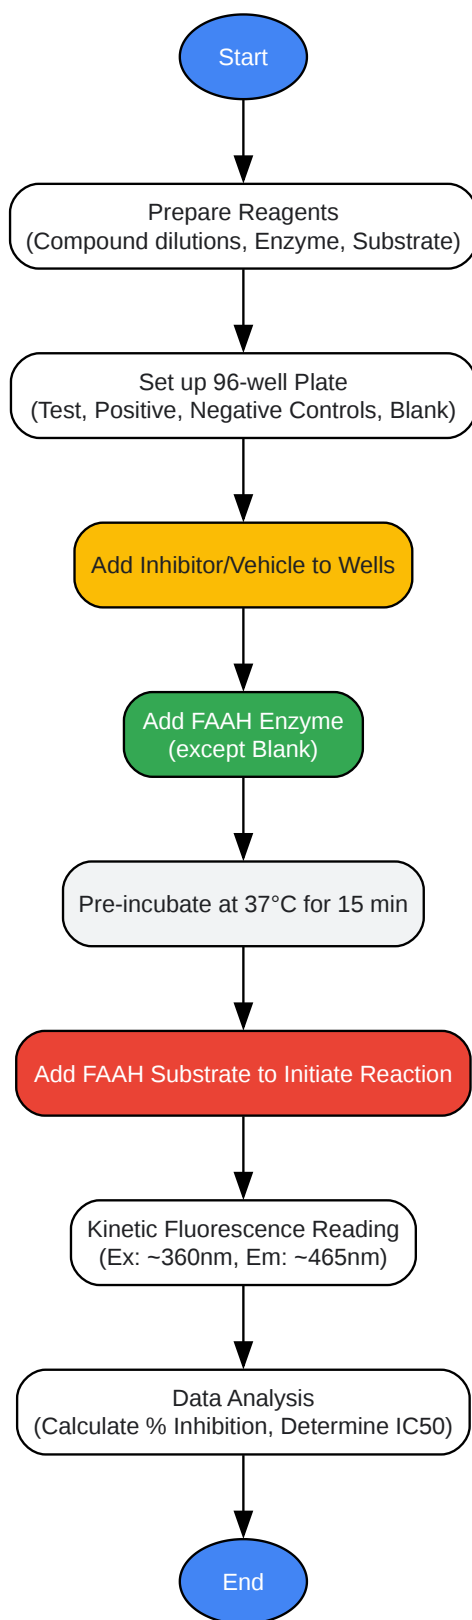 Start
Prepare Reagents
(Compound dilutions, Enzyme, Substrate)
Set up 96-well Plate
(Test, Positive, Negative Controls, Blank)
Add Inhibitor/Vehicle to Wells
Add FAAH Enzyme
(except Blank)
Pre-incubate at 37°C for 15 min
Add FAAH Substrate to Initiate Reaction
Kinetic Fluorescence Reading
(Ex: ~360nm, Em: ~465nm)
Data Analysis
(Calculate % Inhibition, Determine IC50)
End